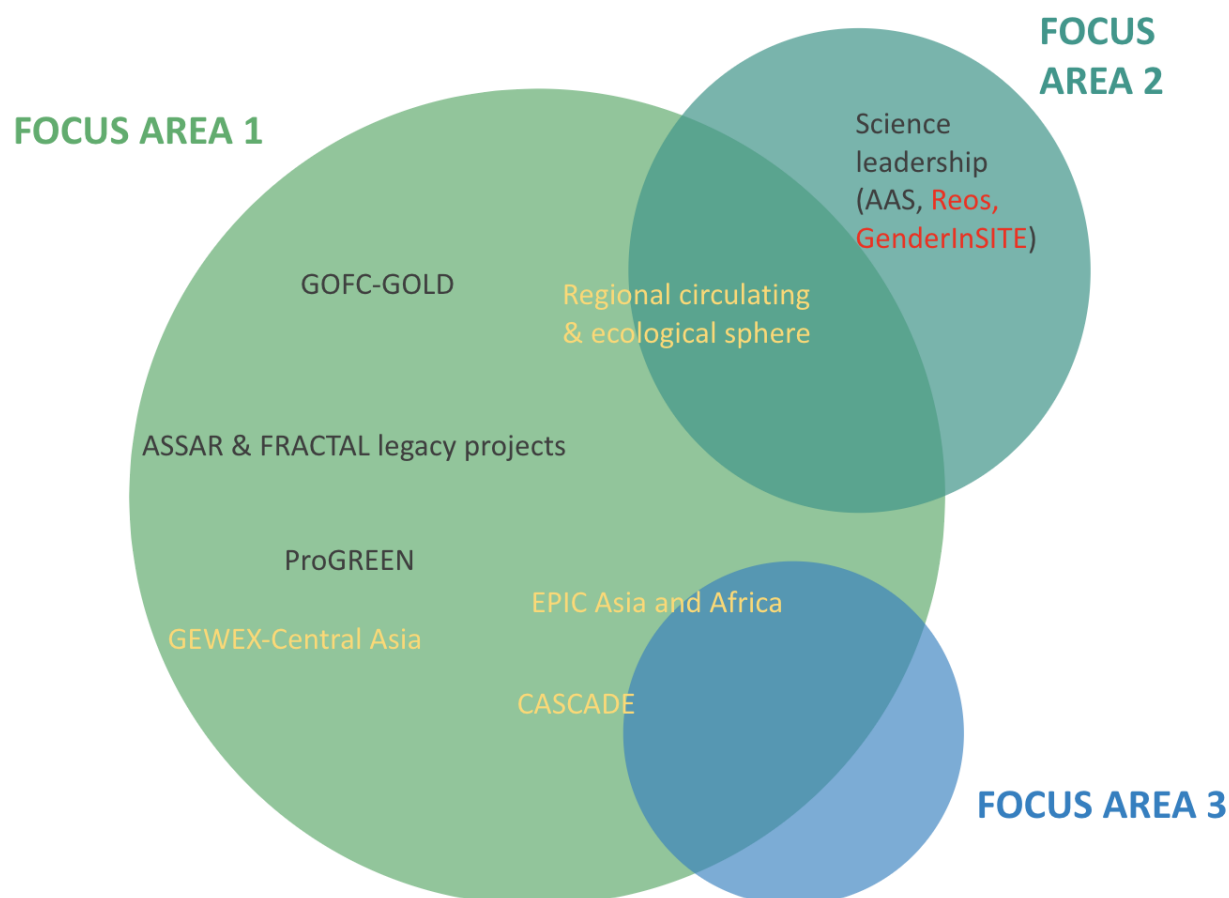 FOCUS
AREA 2
FOCUS AREA 1
Science
leadership
(AAS, Reos,
GenderInSITE)
GOFC-GOLD
Regional circulating
& ecological sphere
ASSAR & FRACTAL legacy projects
ProGREEN
EPIC Asia and Africa
GEWEX-Central Asia
CASCADE
FOCUS AREA 3